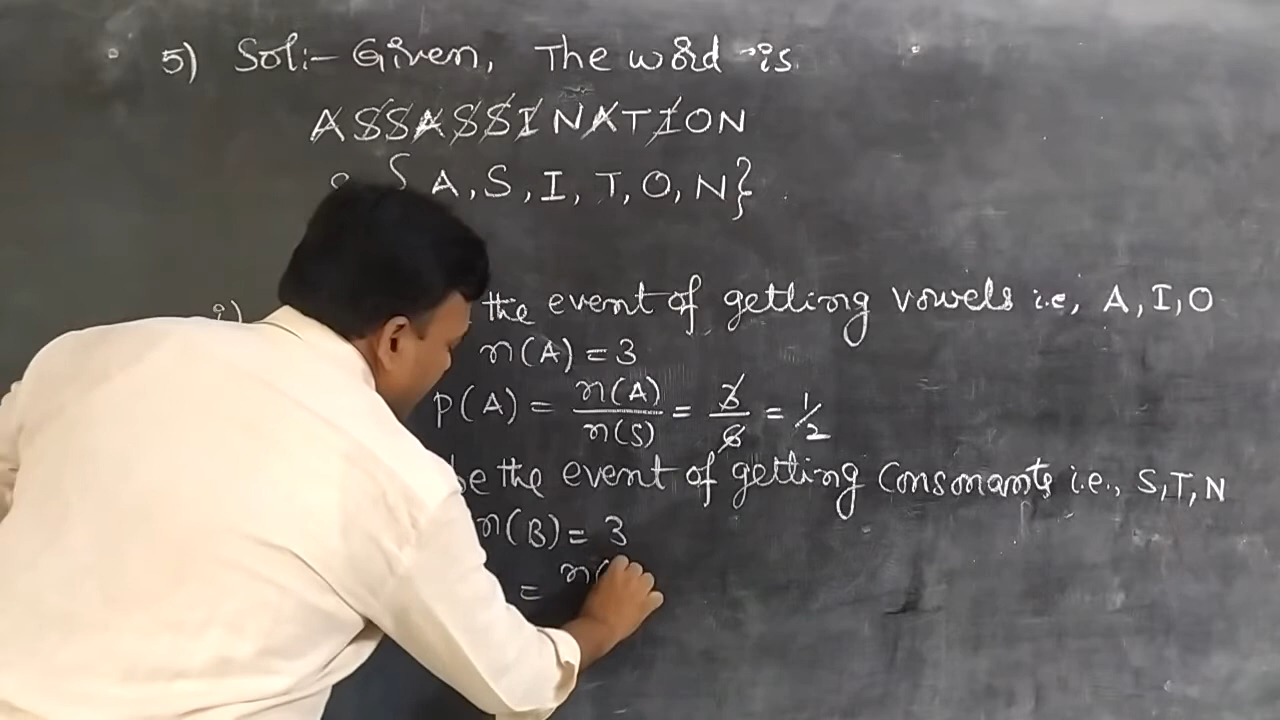 5) Sol:- Given, The word is
ASSASSINATION
{A, S, I, T, O, N}
i) the event of getting vowels i.e, A, I, O
n(A) = 3
P(A) = n(A)/n(S) = 3/6 = 1/2
be the event of getting Consonants i.e., S, T, N
n(B) = 3
= n(